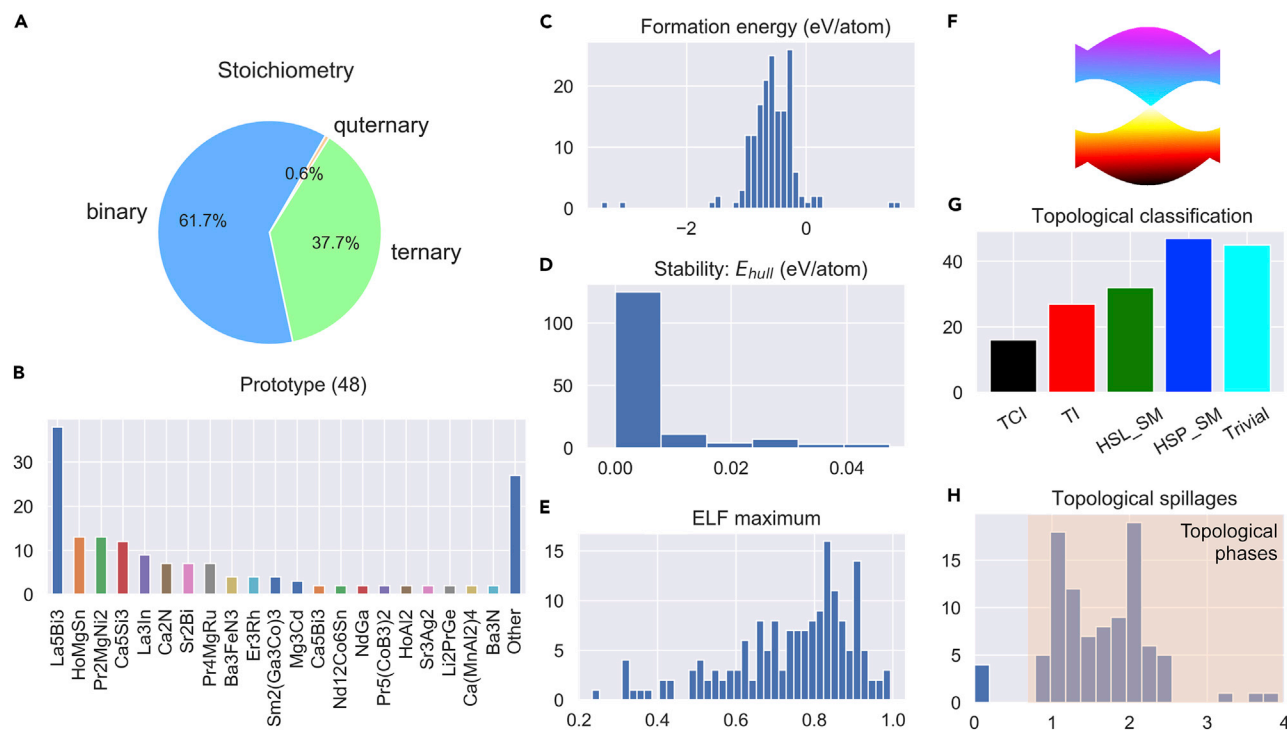 A
Stoichiometry
quternary
0.6%
binary
61.7%
37.7%
ternary
B
Prototype (48)
30
20
10
0
La5Bi3
HoMgSn
Pr2MgNi2
Ca5Si3
La3In
Ca2N
Sr2Bi
Pr4MgRu
Ba3FeN3
Er3Rh
Sm2(Ga3Co)3
Mg3Cd
Ca5Bi3
Nd12Co6Sn
NdGa
Pr5(CoB3)2
HoAl2
Sr3Ag2
Li2PrGe
Ca(MnAl2)4
Ba3N
Other
C
Formation energy (eV/atom)
20
10
0
−2 0
D
Stability: E_hull (eV/atom)
100
50
0
0.00 0.02 0.04
E
ELF maximum
15
10
5
0
0.2 0.4 0.6 0.8 1.0
F
G
Topological classification
40
20
0
TCI
TI
HSL_SM
HSP_SM
Trivial
H
Topological spillages
Topological
phases
15
10
5
0
0 1 2 3 4